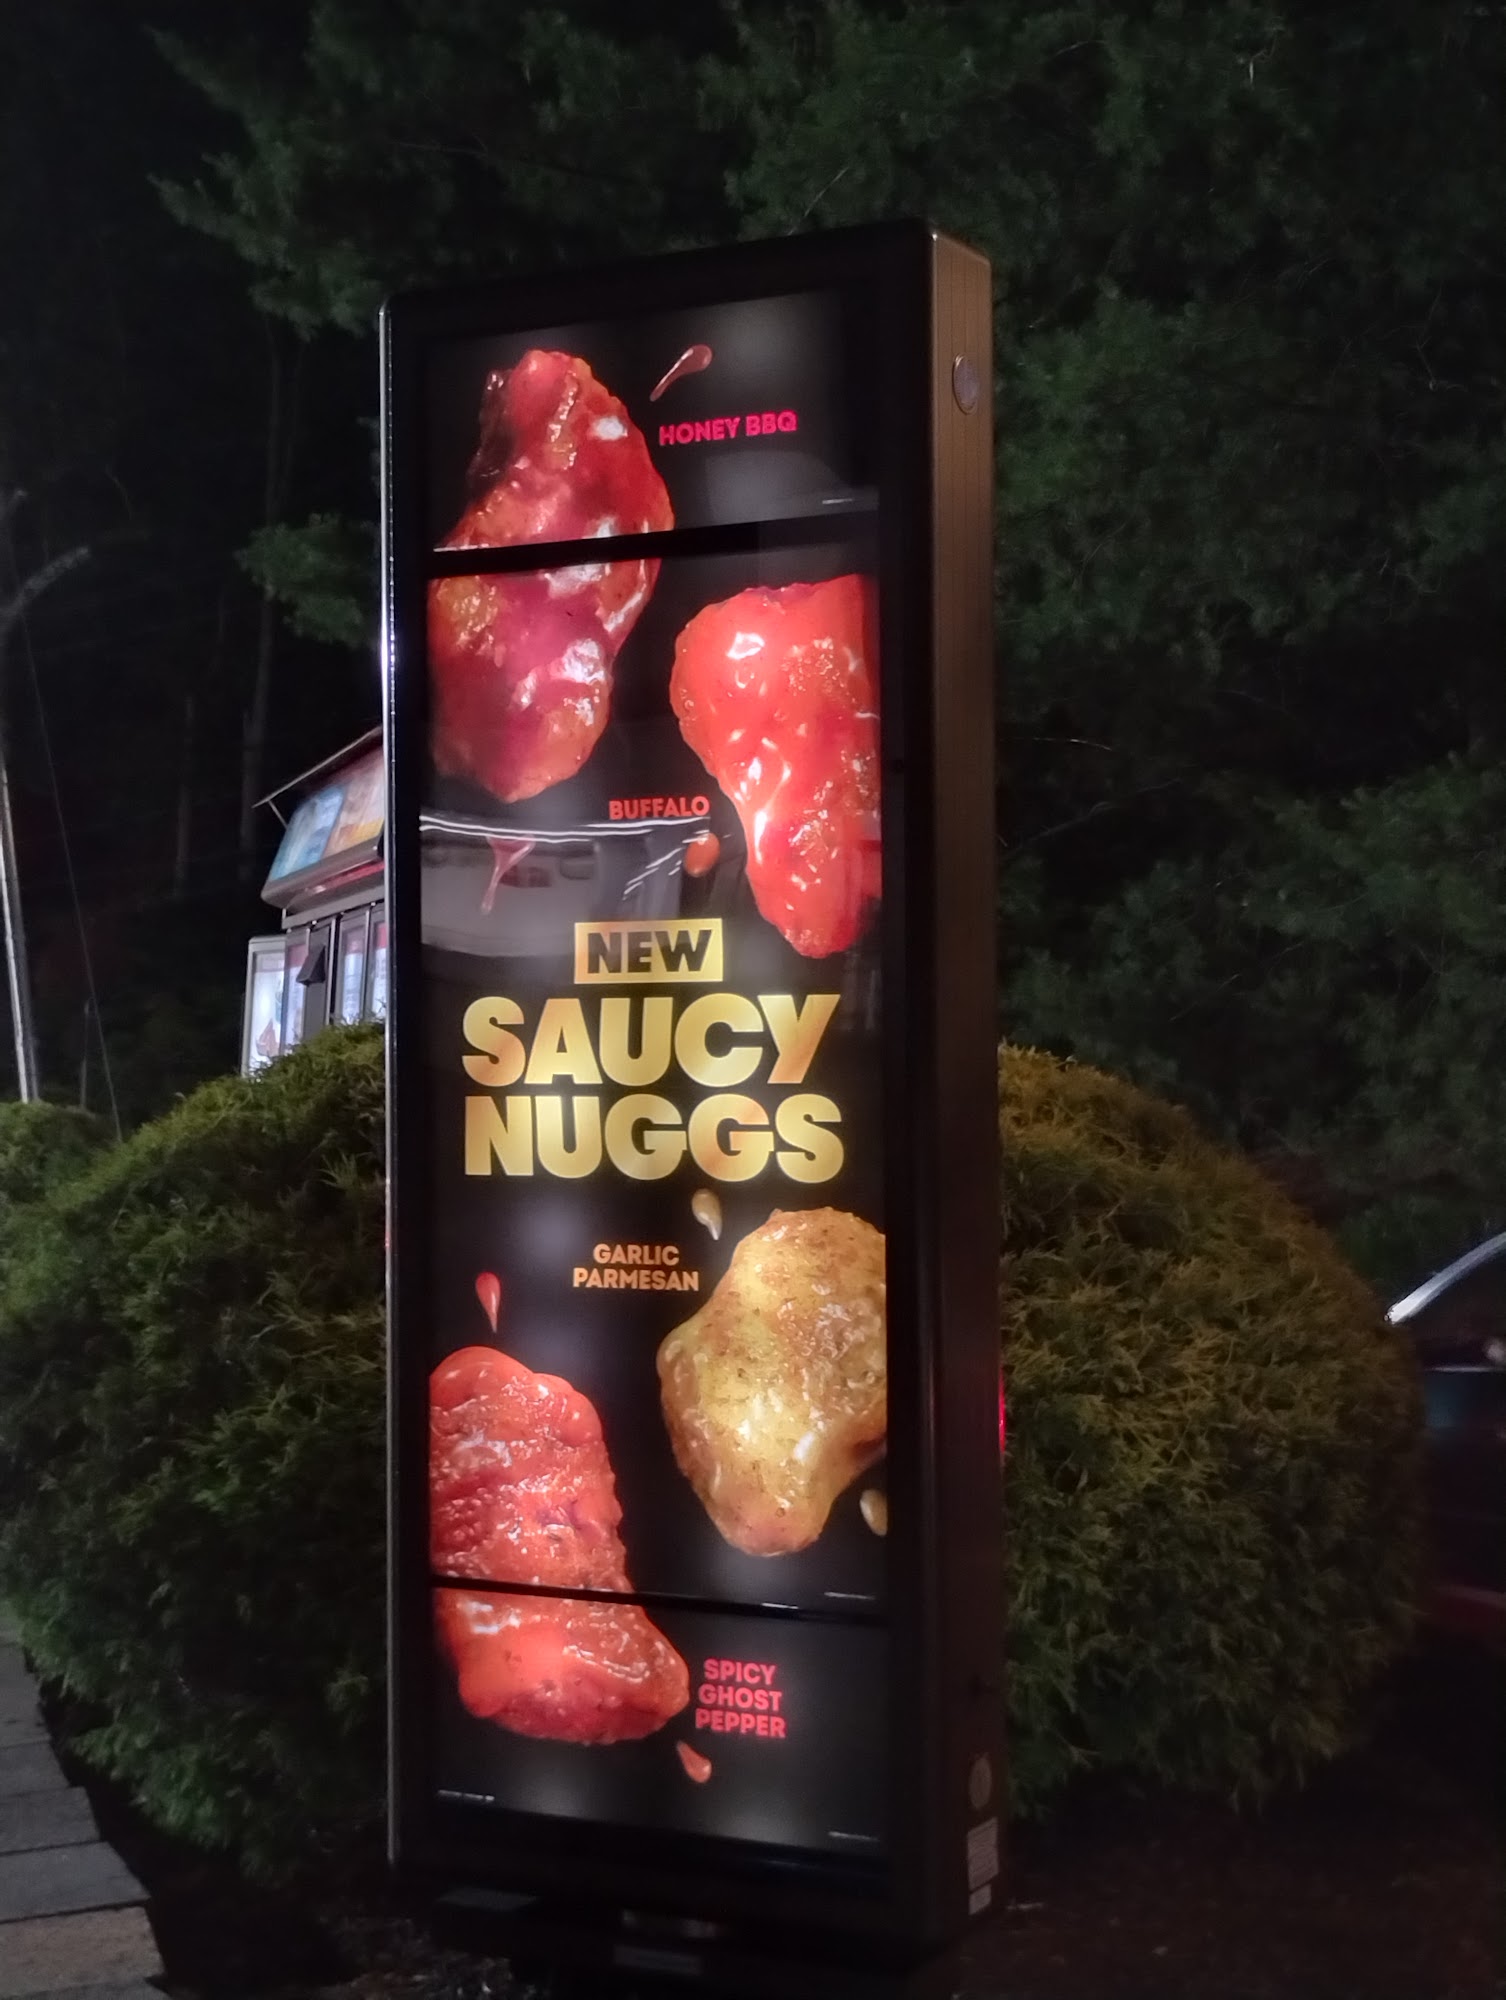 HONEY BBQ
BUFFALO
NEW
SAUCY
NUGGS
GARLIC
PARMESAN
SPICY
GHOST
PEPPER